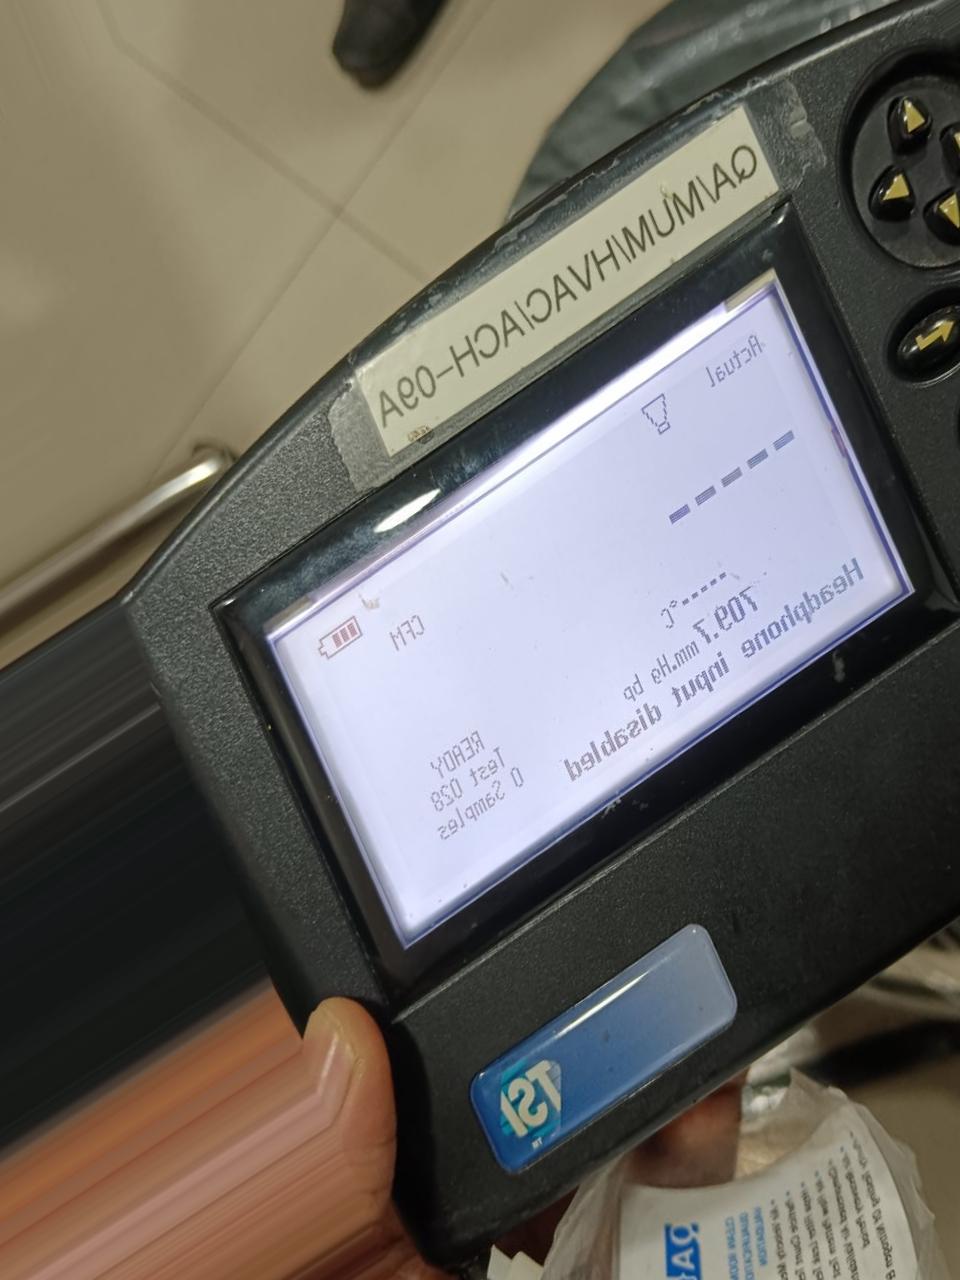 QA/MUM/HVAC/ACH-09A
Actual
-----
CFM
-----°C
709.7 mm.Hg bp
READY
Test 028
0 Samples
Headphone input disabled
TSI
TM